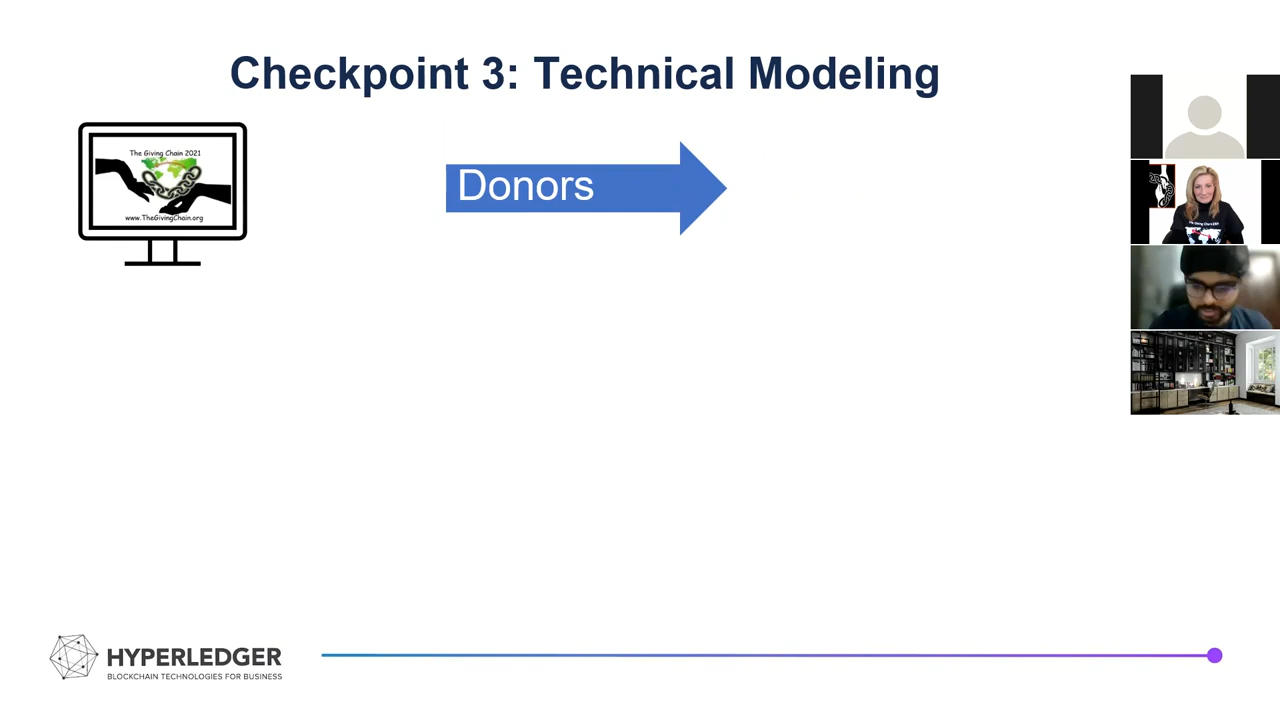 Checkpoint 3: Technical Modeling
The Giving Chain 2021
www.TheGivingChain.org
Donors
HYPERLEDGER
BLOCKCHAIN TECHNOLOGIES FOR BUSINESS